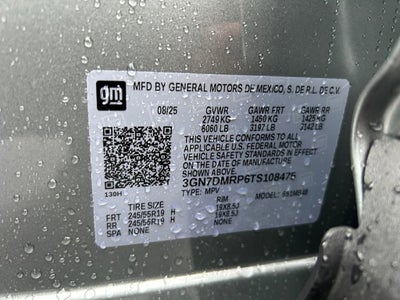 gm
MFD BY GENERAL MOTORS DE MEXICO, S. DE R.L. DE C.V.
08/25 GVWR GAWR FRT GAWR RR
2749 KG 1450 KG 1425 KG
6060 LB 3197 LB 3142 LB
THIS VEHICLE CONFORMS TO ALL
APPLICABLE U.S. FEDERAL MOTOR
VEHICLE SAFETY STANDARDS
IN EFFECT ON THE DATE OF
MANUFACTURE SHOWN ABOVE
3GN7DMRP6TS108475
130H TYPE: MPV
TIRE SIZE RIM
FRT 245/55R19 H 19X8.5J
RR 245/55R19 H 19X8.5J
SPA NONE NONE